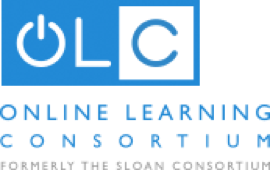 OLC
ONLINE LEARNING
CONSORTIUM
FORMERLY THE SLOAN CONSORTIUM